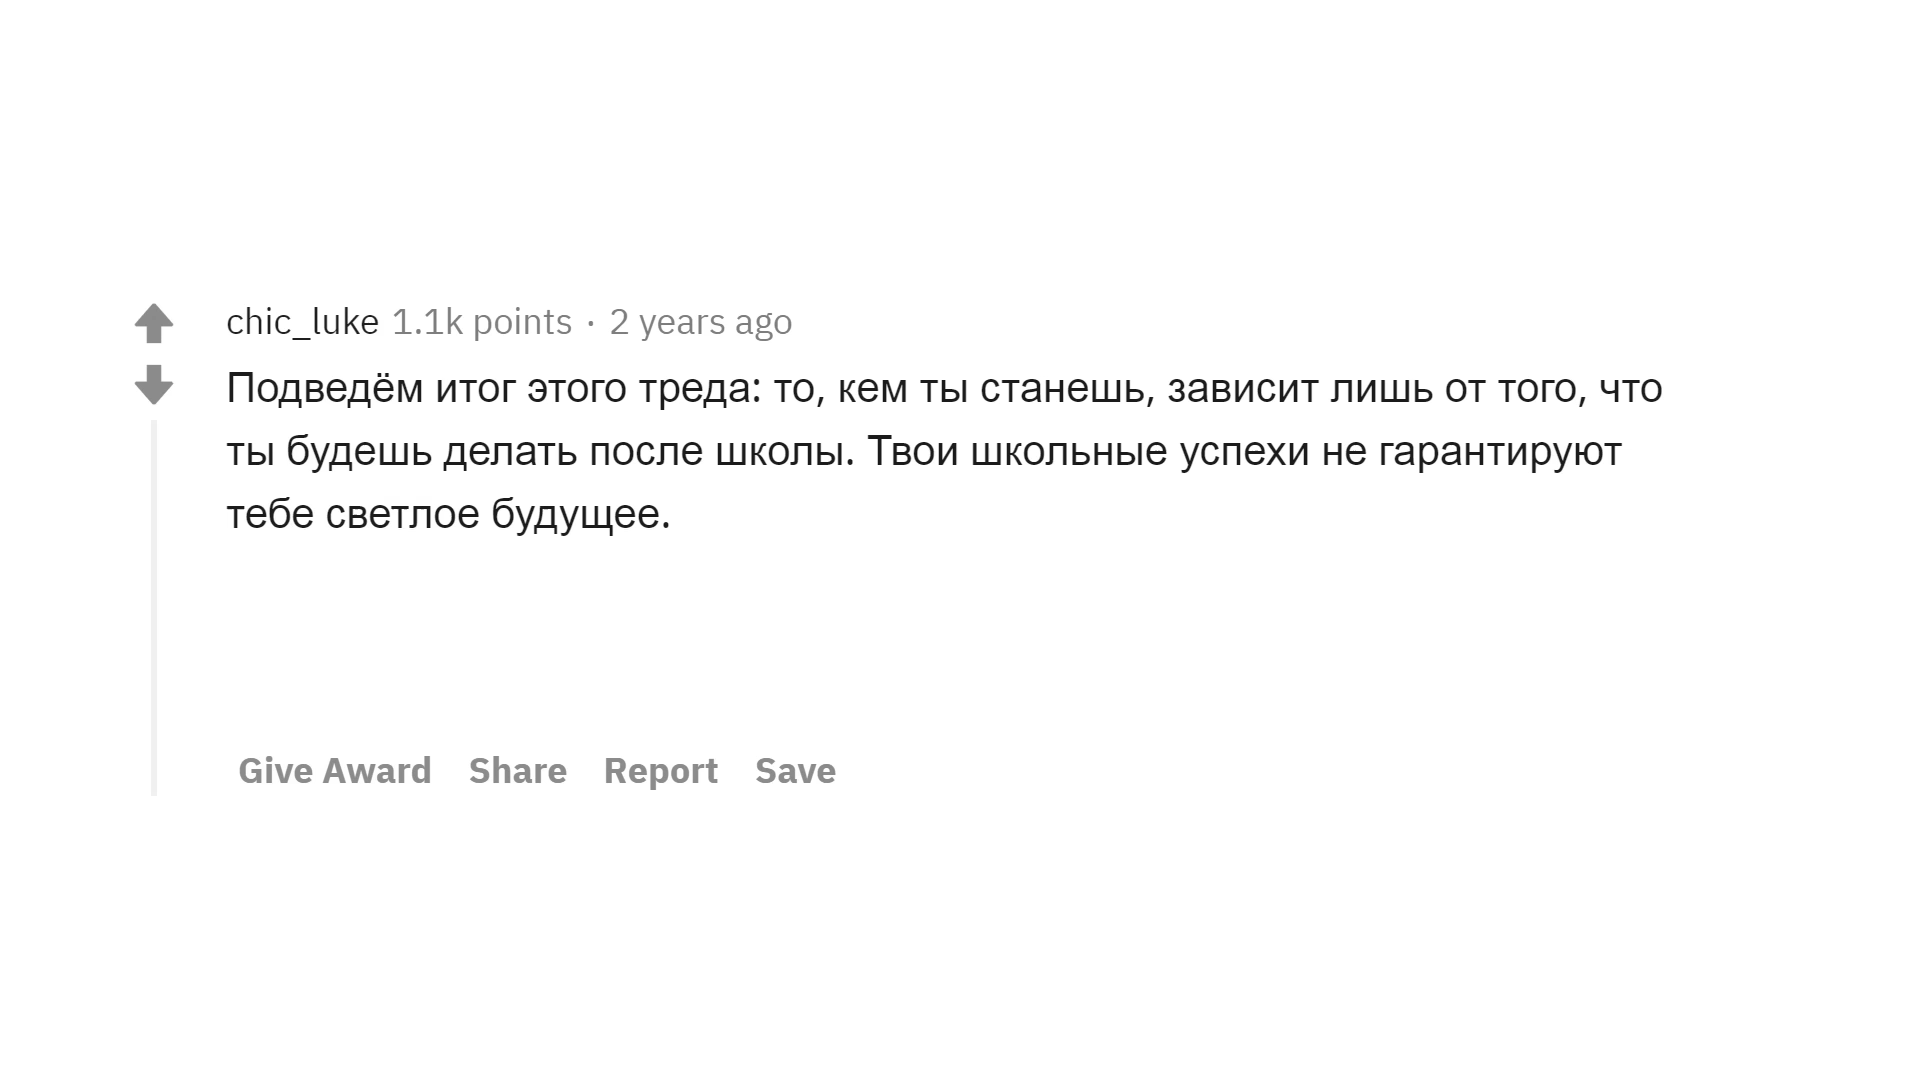 chic_luke 1.1k points · 2 years ago
Подведём итог этого треда: то, кем ты станешь, зависит лишь от того, что
ты будешь делать после школы. Твои школьные успехи не гарантируют
тебе светлое будущее.
Give Award Share Report Save